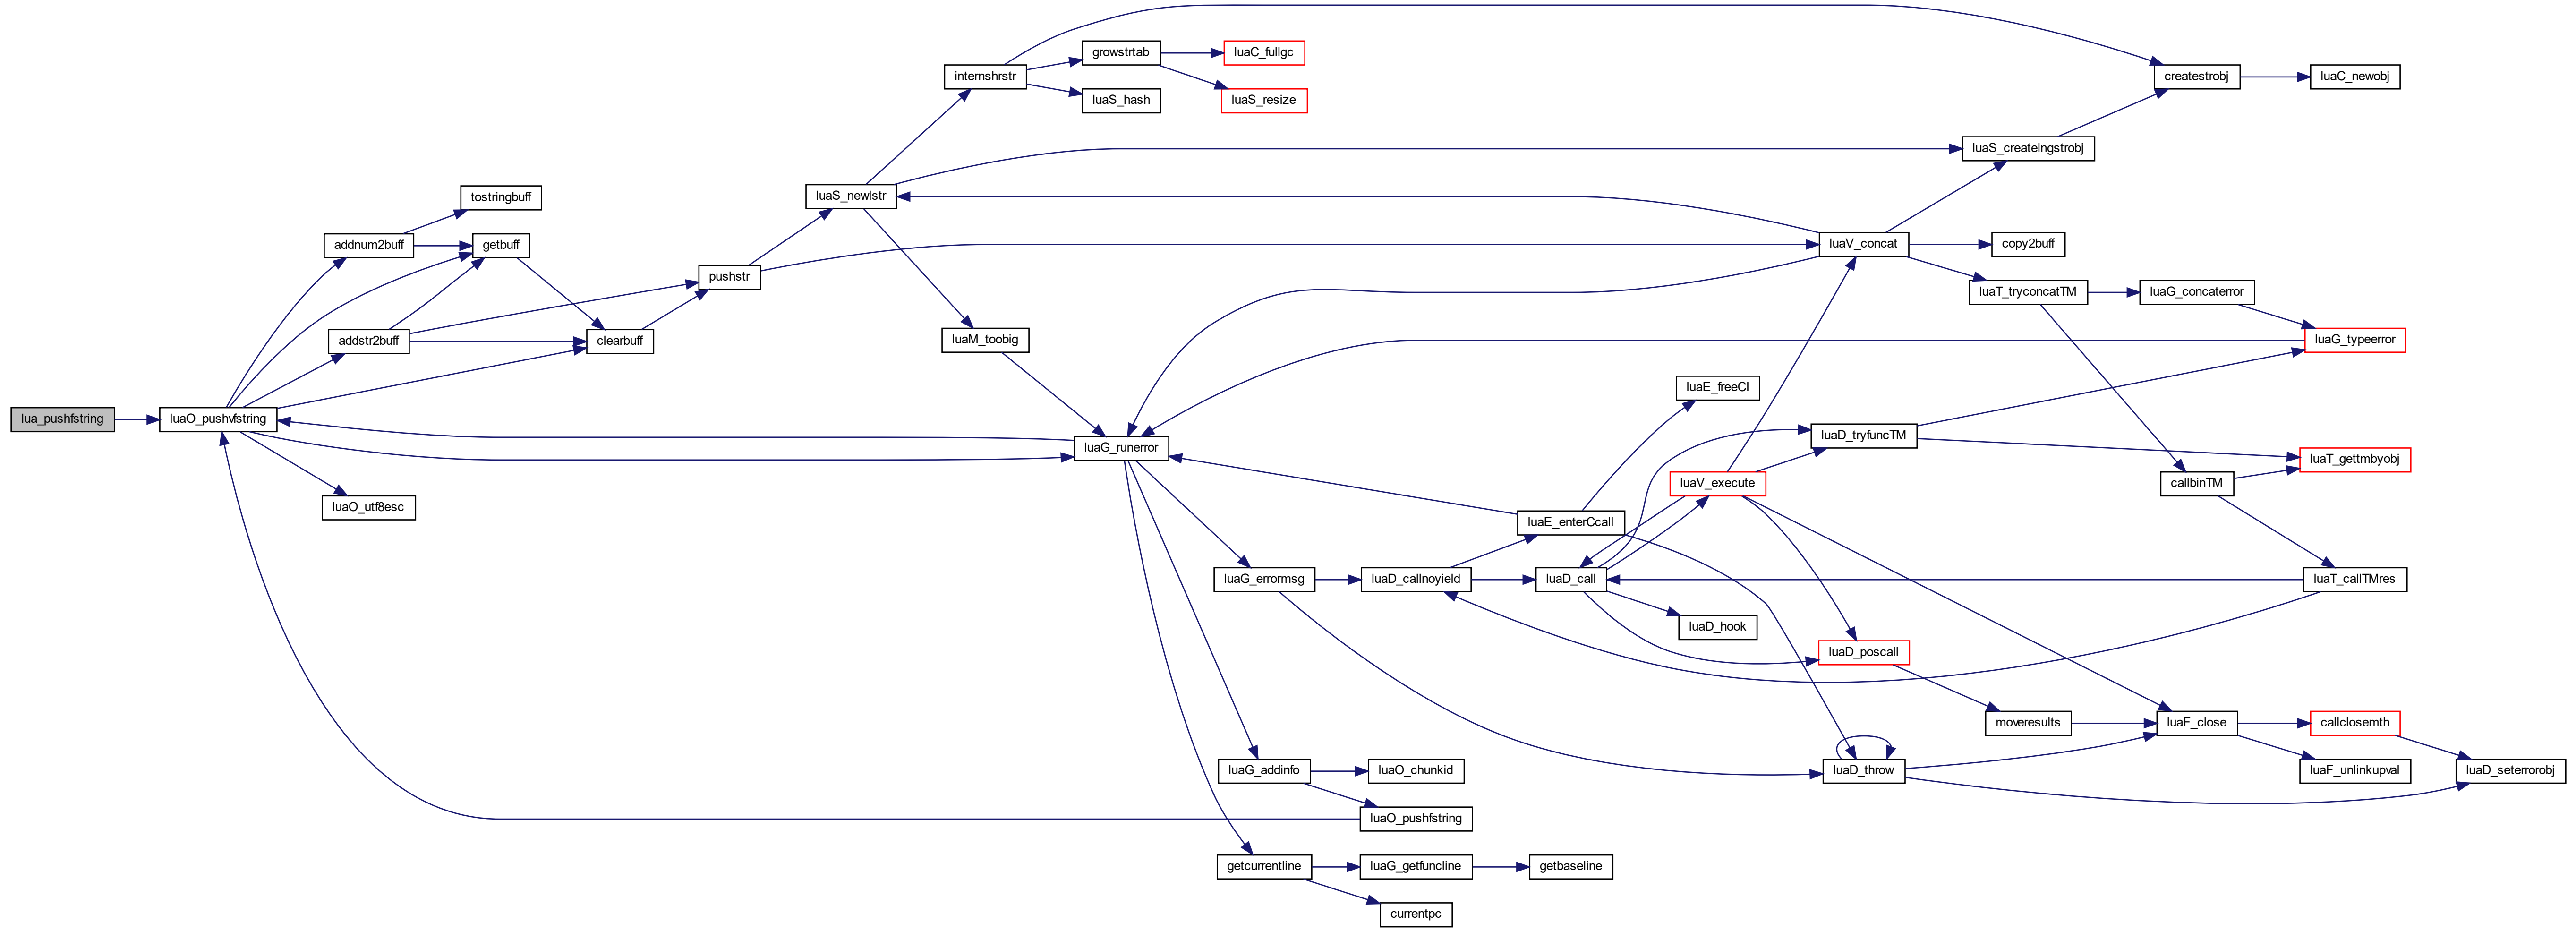 lua_pushfstring
luaO_pushvfstring
addnum2buff
tostringbuff
getbuff
addstr2buff
clearbuff
luaO_utf8esc
pushstr
luaS_newlstr
internshrstr
growstrtab
luaC_fullgc
luaS_hash
luaS_resize
luaM_toobig
luaG_runerror
luaG_errormsg
luaG_addinfo
luaO_chunkid
luaO_pushfstring
getcurrentline
luaG_getfuncline
getbaseline
currentpc
luaD_callnoyield
luaE_enterCcall
luaE_freeCI
luaD_call
luaV_execute
luaD_hook
luaV_concat
luaD_tryfuncTM
luaD_poscall
luaD_throw
createstrobj
luaC_newobj
luaS_createlngstrobj
copy2buff
luaT_tryconcatTM
luaG_concaterror
luaG_typeerror
luaT_gettmbyobj
callbinTM
luaT_callTMres
moveresults
luaF_close
callclosemth
luaF_unlinkupval
luaD_seterrorobj